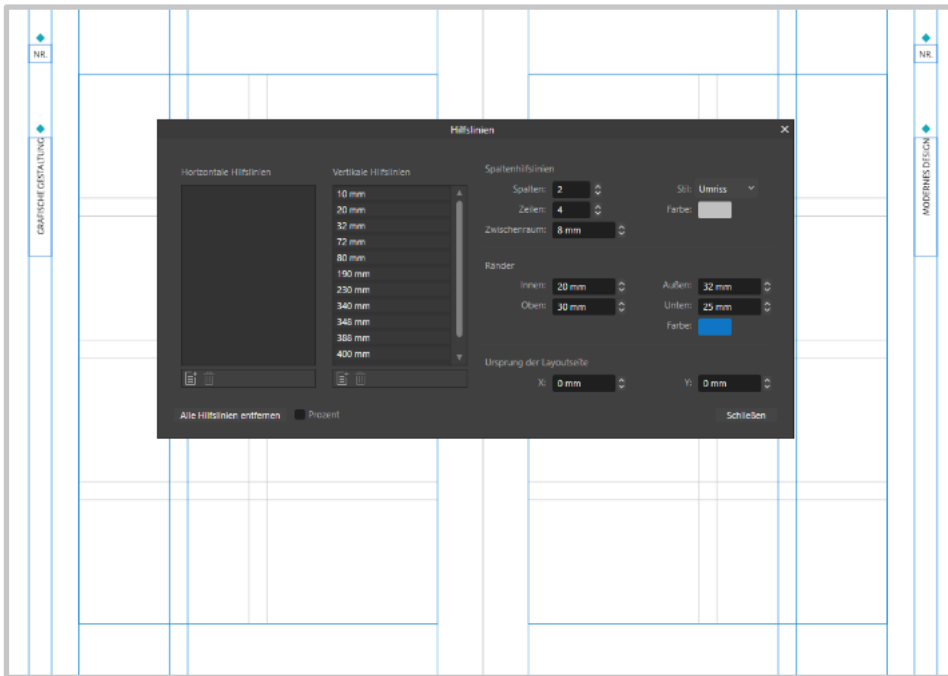 NR.
NR.
GRAFISCHE GESTALTUNG
MODERNES DESIGN
Hilfslinien
Horizontale Hilfslinien
Vertikale Hilfslinien
10 mm
20 mm
32 mm
72 mm
80 mm
190 mm
230 mm
340 mm
348 mm
388 mm
400 mm
Spaltenhilfslinien
Spalten: 2
Stil: Umriss
Zeilen: 4
Farbe:
Zwischenraum: 8 mm
Ränder
Innen: 20 mm
Außen: 32 mm
Oben: 30 mm
Unten: 25 mm
Farbe:
Ursprung der Layoutseite
X: 0 mm
Y: 0 mm
Alle Hilfslinien entfernen
Prozent
Schließen